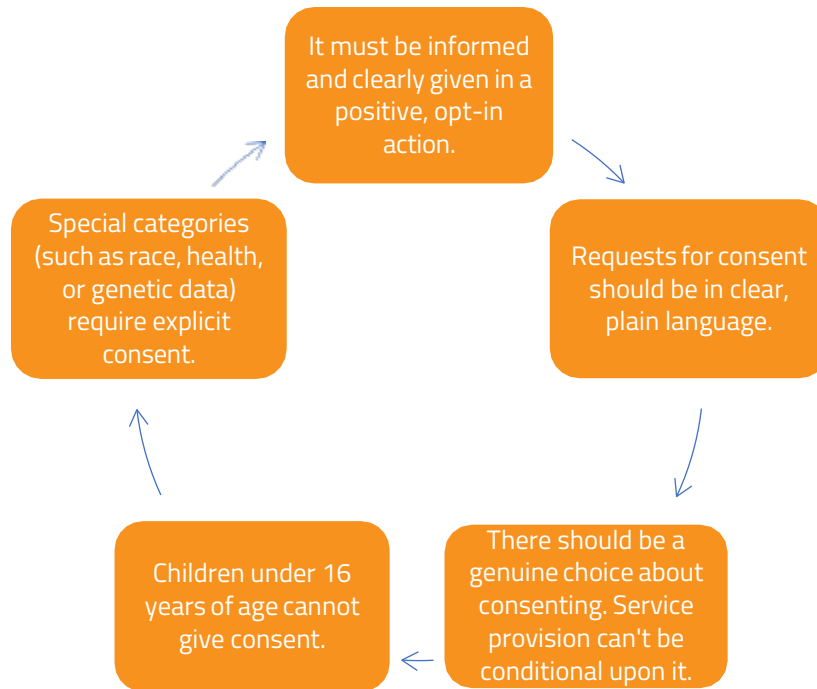 It must be informed
and clearly given in a
positive, opt-in
action.
Requests for consent
should be in clear,
plain language.
There should be a
genuine choice about
consenting. Service
provision can't be
conditional upon it.
Children under 16
years of age cannot
give consent.
Special categories
(such as race, health,
or genetic data)
require explicit
consent.